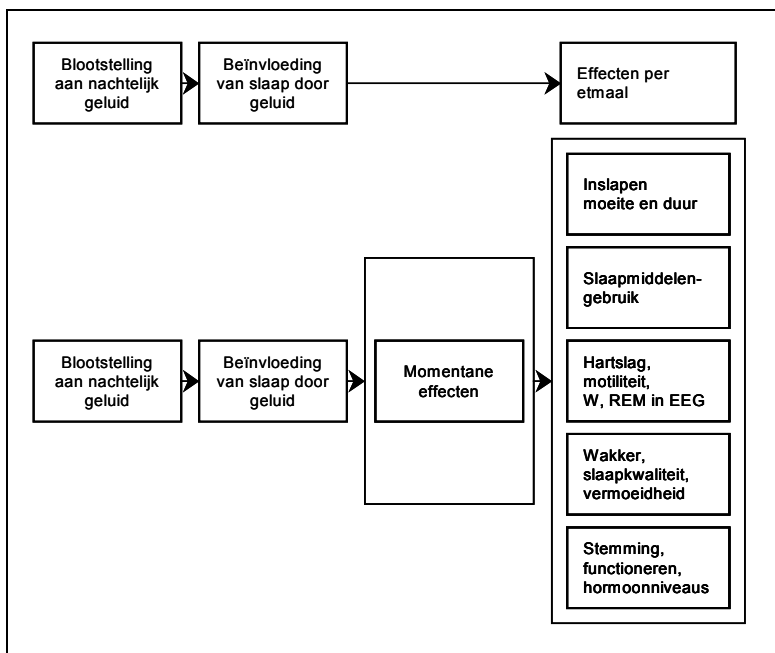 Blootstelling
aan nachtelijk
geluid
Beïnvloeding
van slaap door
geluid
Effecten per
etmaal
Inslapen
moeite en duur
Slaapmiddelen-
gebruik
Blootstelling
aan nachtelijk
geluid
Beïnvloeding
van slaap door
geluid
Momentane
effecten
Hartslag,
motiliteit,
W, REM in EEG
Wakker,
slaapkwaliteit,
vermoeidheid
Stemming,
functioneren,
hormoonniveaus